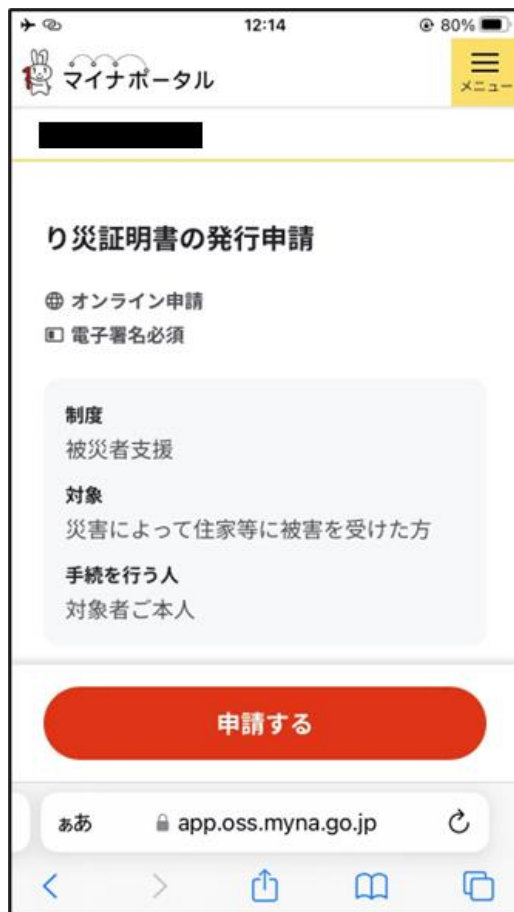 12:14
80%
マイナポータル
メニュー
り災証明書の発行申請
オンライン申請
電子署名必須
制度
被災者支援
対象
災害によって住家等に被害を受けた方
手続を行う人
対象者ご本人
申請する
ぁあ app.oss.myna.go.jp